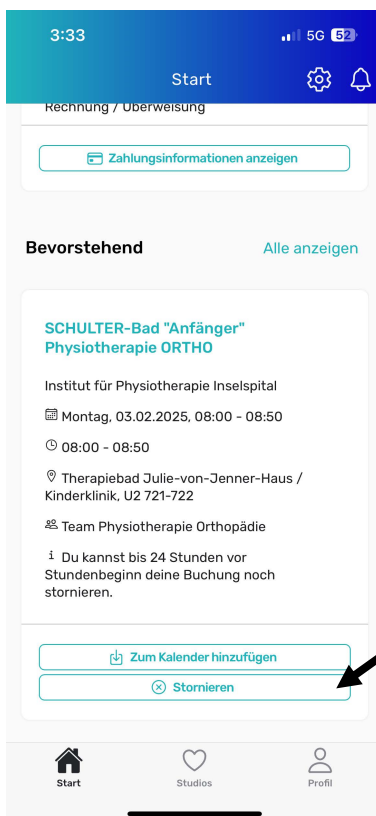 3:33
5G 52
Start
Rechnung / Überweisung
Zahlungsinformationen anzeigen
Bevorstehend
Alle anzeigen
SCHULTER-Bad "Anfänger"
Physiotherapie ORTHO
Institut für Physiotherapie Inselspital
Montag, 03.02.2025, 08:00 - 08:50
08:00 - 08:50
Therapiebad Julie-von-Jenner-Haus /
Kinderklinik, U2 721-722
Team Physiotherapie Orthopädie
i Du kannst bis 24 Stunden vor
Stundenbeginn deine Buchung noch
stornieren.
Zum Kalender hinzufügen
Stornieren
Start
Studios
Profil